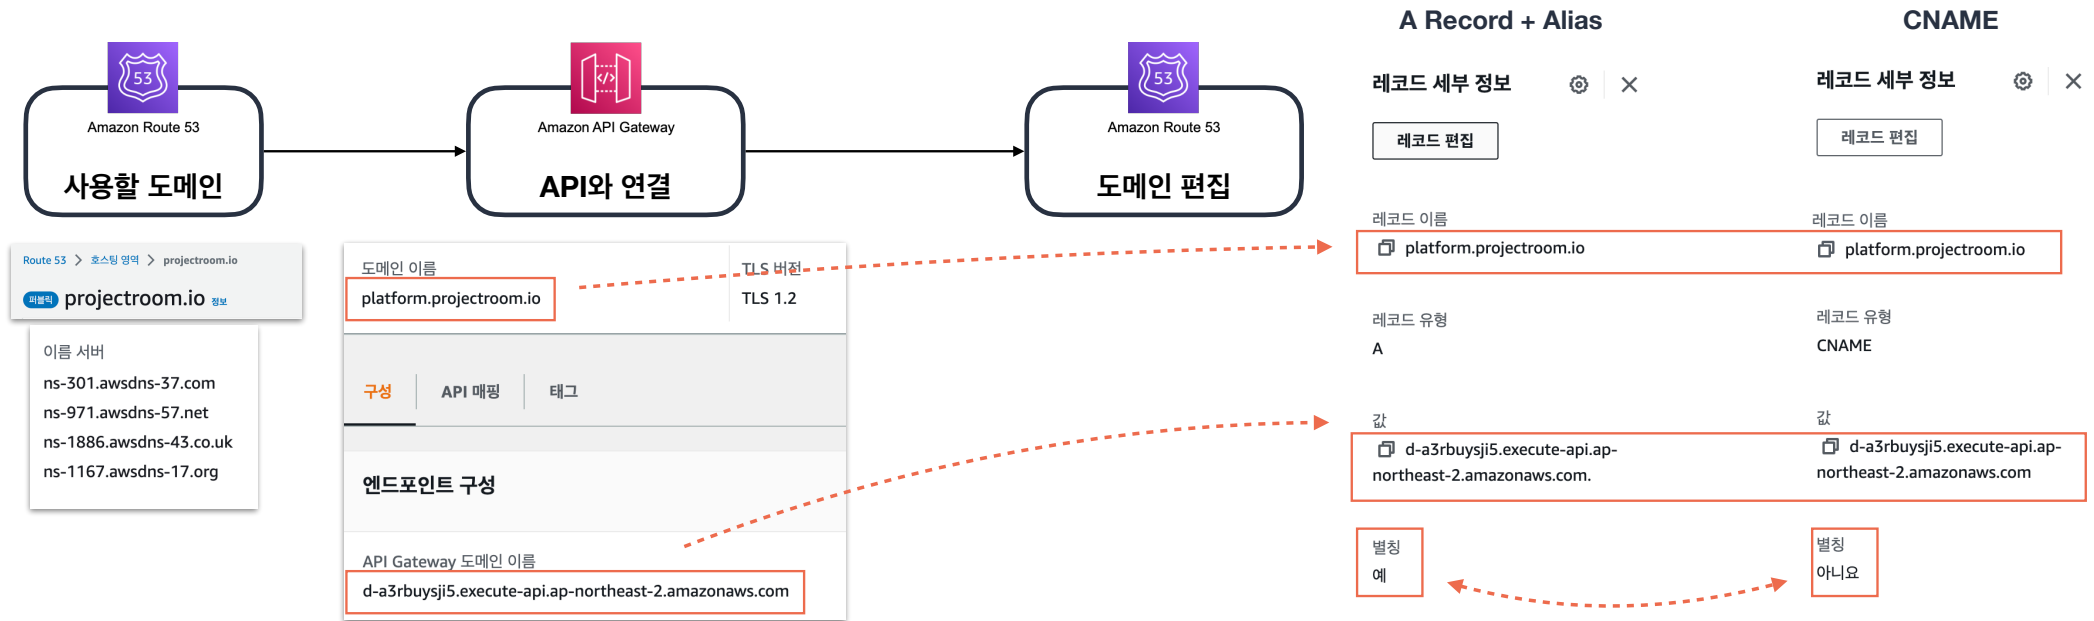 A Record + Alias
CNAME
53
Amazon Route 53
사용할 도메인
Amazon API Gateway
API와 연결
53
Amazon Route 53
도메인 편집
Route 53 > 호스팅 영역 > projectroom.io
퍼블릭 projectroom.io 정보
이름 서버
ns-301.awsdns-37.com
ns-971.awsdns-57.net
ns-1886.awsdns-43.co.uk
ns-1167.awsdns-17.org
도메인 이름
platform.projectroom.io
TLS 버전
TLS 1.2
구성
API 매핑
태그
엔드포인트 구성
API Gateway 도메인 이름
d-a3rbuysji5.execute-api.ap-northeast-2.amazonaws.com
레코드 세부 정보
레코드 편집
레코드 이름
platform.projectroom.io
레코드 유형
A
값
d-a3rbuysji5.execute-api.ap-
northeast-2.amazonaws.com.
별칭
예
레코드 세부 정보
레코드 편집
레코드 이름
platform.projectroom.io
레코드 유형
CNAME
값
d-a3rbuysji5.execute-api.ap-
northeast-2.amazonaws.com
별칭
아니요